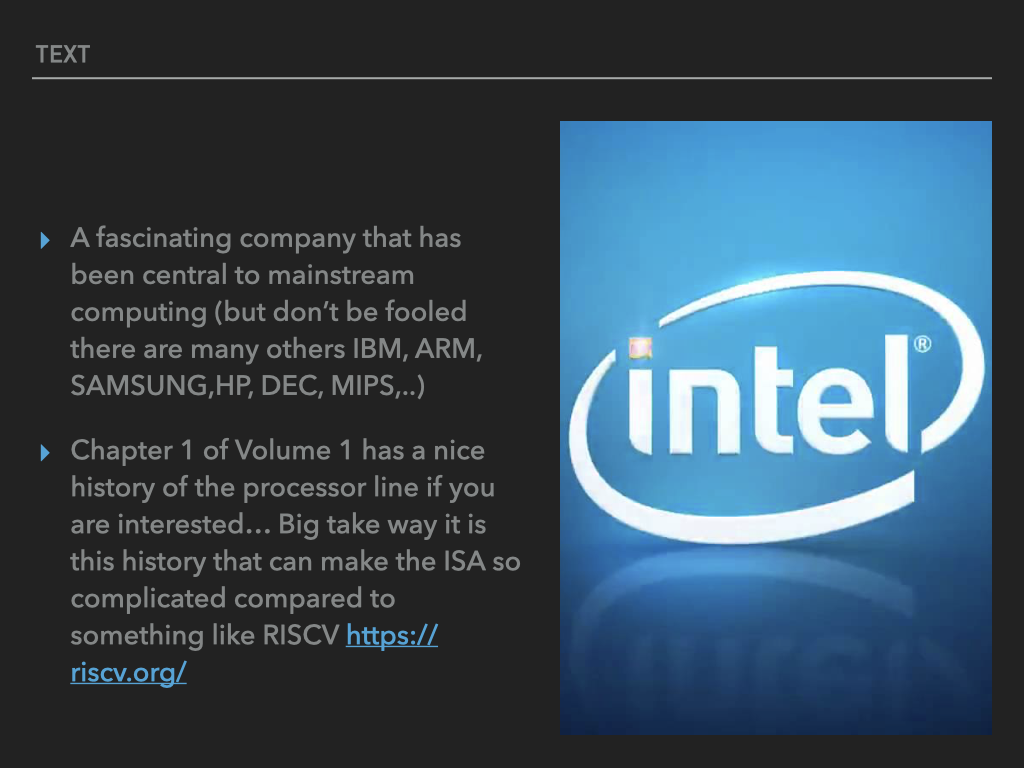 TEXT
▸ A fascinating company that has
been central to mainstream
computing (but don’t be fooled
there are many others IBM, ARM,
SAMSUNG,HP, DEC, MIPS,..)
▸ Chapter 1 of Volume 1 has a nice
history of the processor line if you
are interested… Big take way it is
this history that can make the ISA so
complicated compared to
something like RISCV https://
riscv.org/
intel®